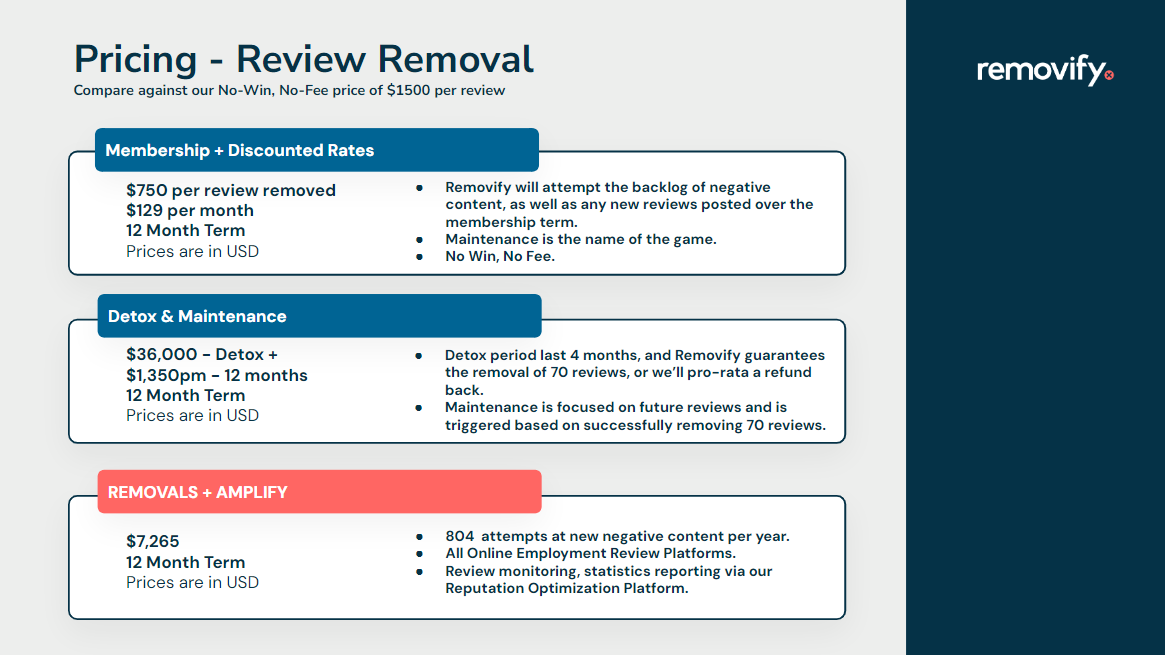 Pricing - Review Removal
removify
Compare against our No-Win, No-Fee price of $1500 per review
Membership + Discounted Rates
$750 per review removed
$129 per month
12 Month Term
Prices are in USD
● Removify will attempt the backlog of negative
content, as well as any new reviews posted over the
membership term.
● Maintenance is the name of the game.
● No Win, No Fee.
Detox & Maintenance
$36,000 - Detox +
$1,350pm - 12 months
12 Month Term
Prices are in USD
● Detox period last 4 months, and Removify guarantees
the removal of 70 reviews, or we'll pro-rata a refund
back.
● Maintenance is focused on future reviews and is
triggered based on successfully removing 70 reviews.
REMOVALS + AMPLIFY
$7,265
12 Month Term
Prices are in USD
● 804 attempts at new negative content per year.
● All Online Employment Review Platforms.
● Review monitoring, statistics reporting via our
Reputation Optimization Platform.